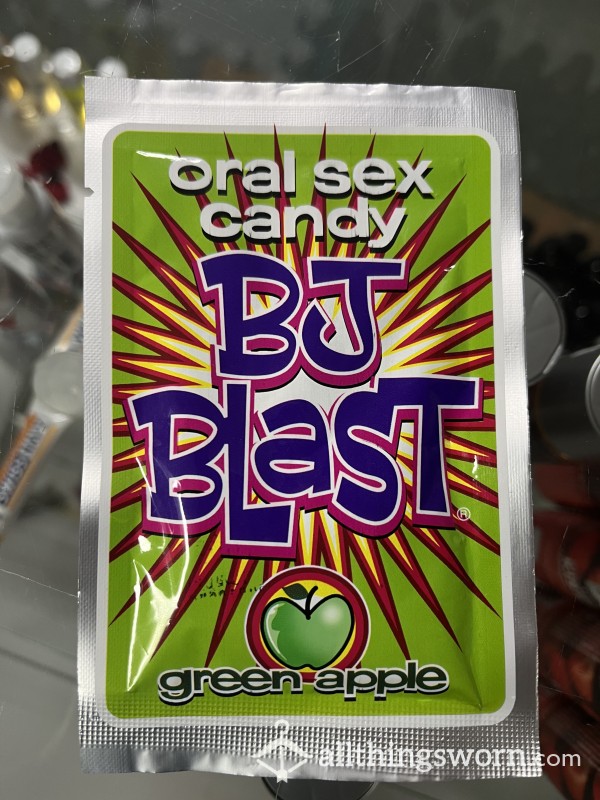 oral sex
candy
BJ
BLaST®
green apple
allthingsworn.com